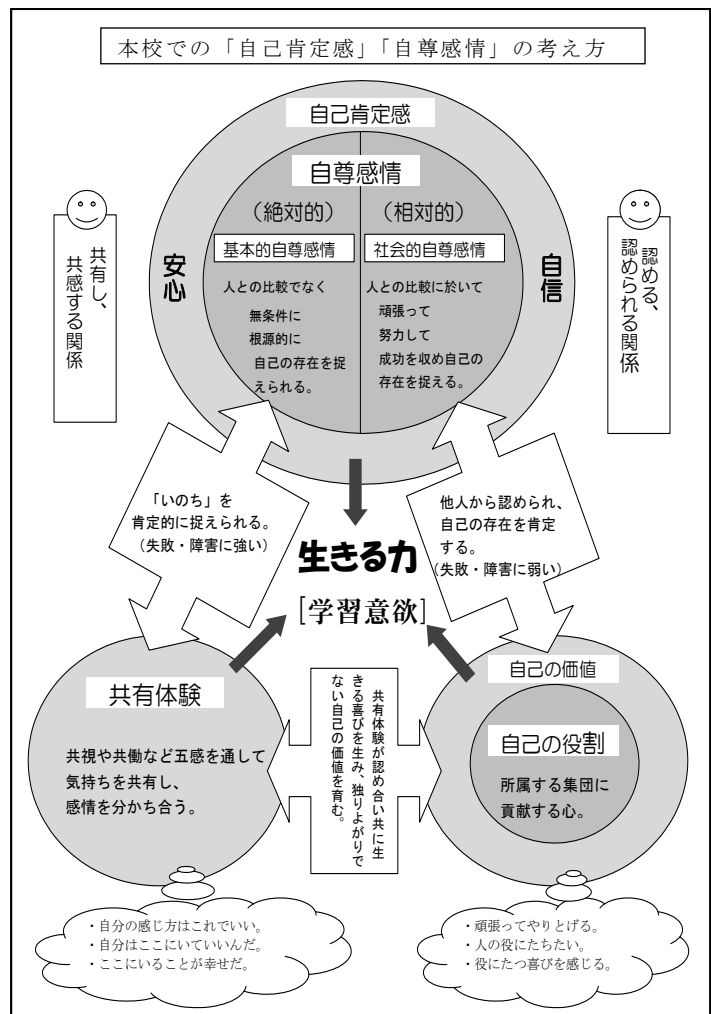 本校での「自己肯定感」「自尊感情」の考え方
自己肯定感
自尊感情
(絶対的)
(相対的)
基本的自尊感情
社会的自尊感情
人との比較でなく
無条件に
根源的に
自己の存在を捉
えられる。
人との比較に於いて
頑張って
努力して
成功を収め自己の
存在を捉える。
安心
自信
共有し、
共感する関係
認める、
認められる関係
「いのち」を
肯定的に捉えられる。
(失敗・障害に強い)
他人から認められ、
自己の存在を肯定
する。
(失敗・障害に弱い)
生きる力
[学習意欲]
共有体験
共視や共働など五感を通して
気持ちを共有し、
感情を分かち合う。
共有体験が認め合い共に生
きる喜びを生み、独りよがりで
ない自己の価値を育む。
自己の価値
自己の役割
所属する集団に
貢献する心。
・自分の感じ方はこれでいい。
・自分はここにいていいんだ。
・ここにいることが幸せだ。
・頑張ってやりとげる。
・人の役にたちたい。
・役にたつ喜びを感じる。